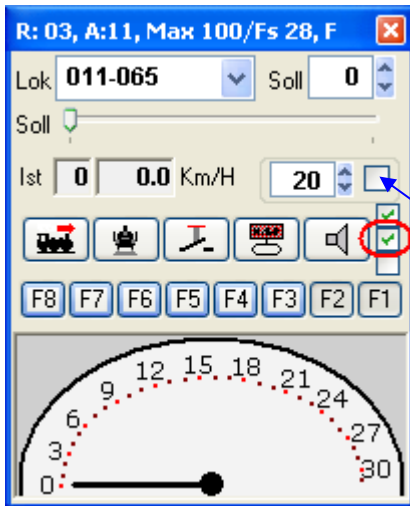 R: 03, A:11, Max 100/Fs 28, F
Lok 011-065 Soll 0
Soll
Ist 0 0.0 Km/H 20
F8 F7 F6 F5 F4 F3 F2 F1
0 3 6 9 12 15 18 21 24 27 30